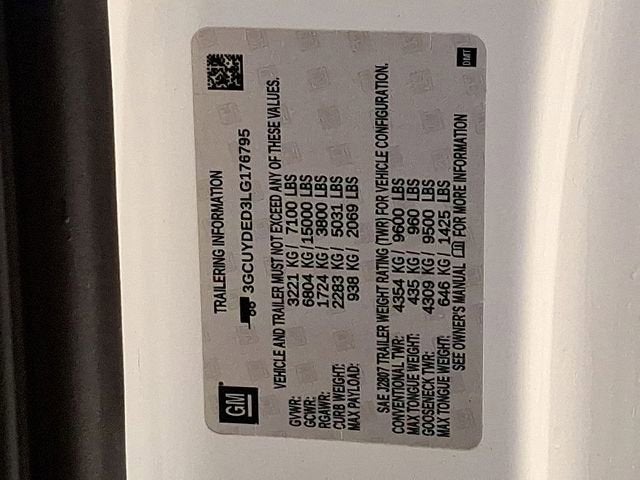 GM
TRAILERING INFORMATION
3GCUYDED3LG176795
VEHICLE AND TRAILER MUST NOT EXCEED ANY OF THESE VALUES.
GVWR: 3221 KG / 7100 LBS
GCWR: 6804 KG / 15000 LBS
RGAWR: 1724 KG / 3800 LBS
CURB WEIGHT: 2283 KG / 5031 LBS
MAX PAYLOAD: 938 KG / 2069 LBS
SAE J2807 TRAILER WEIGHT RATING (TWR) FOR VEHICLE CONFIGURATION.
CONVENTIONAL TWR: 4354 KG / 9600 LBS
MAX TONGUE WEIGHT: 435 KG / 960 LBS
GOOSENECK TWR: 4309 KG / 9500 LBS
MAX TONGUE WEIGHT: 646 KG / 1425 LBS
SEE OWNER'S MANUAL FOR MORE INFORMATION
DMT